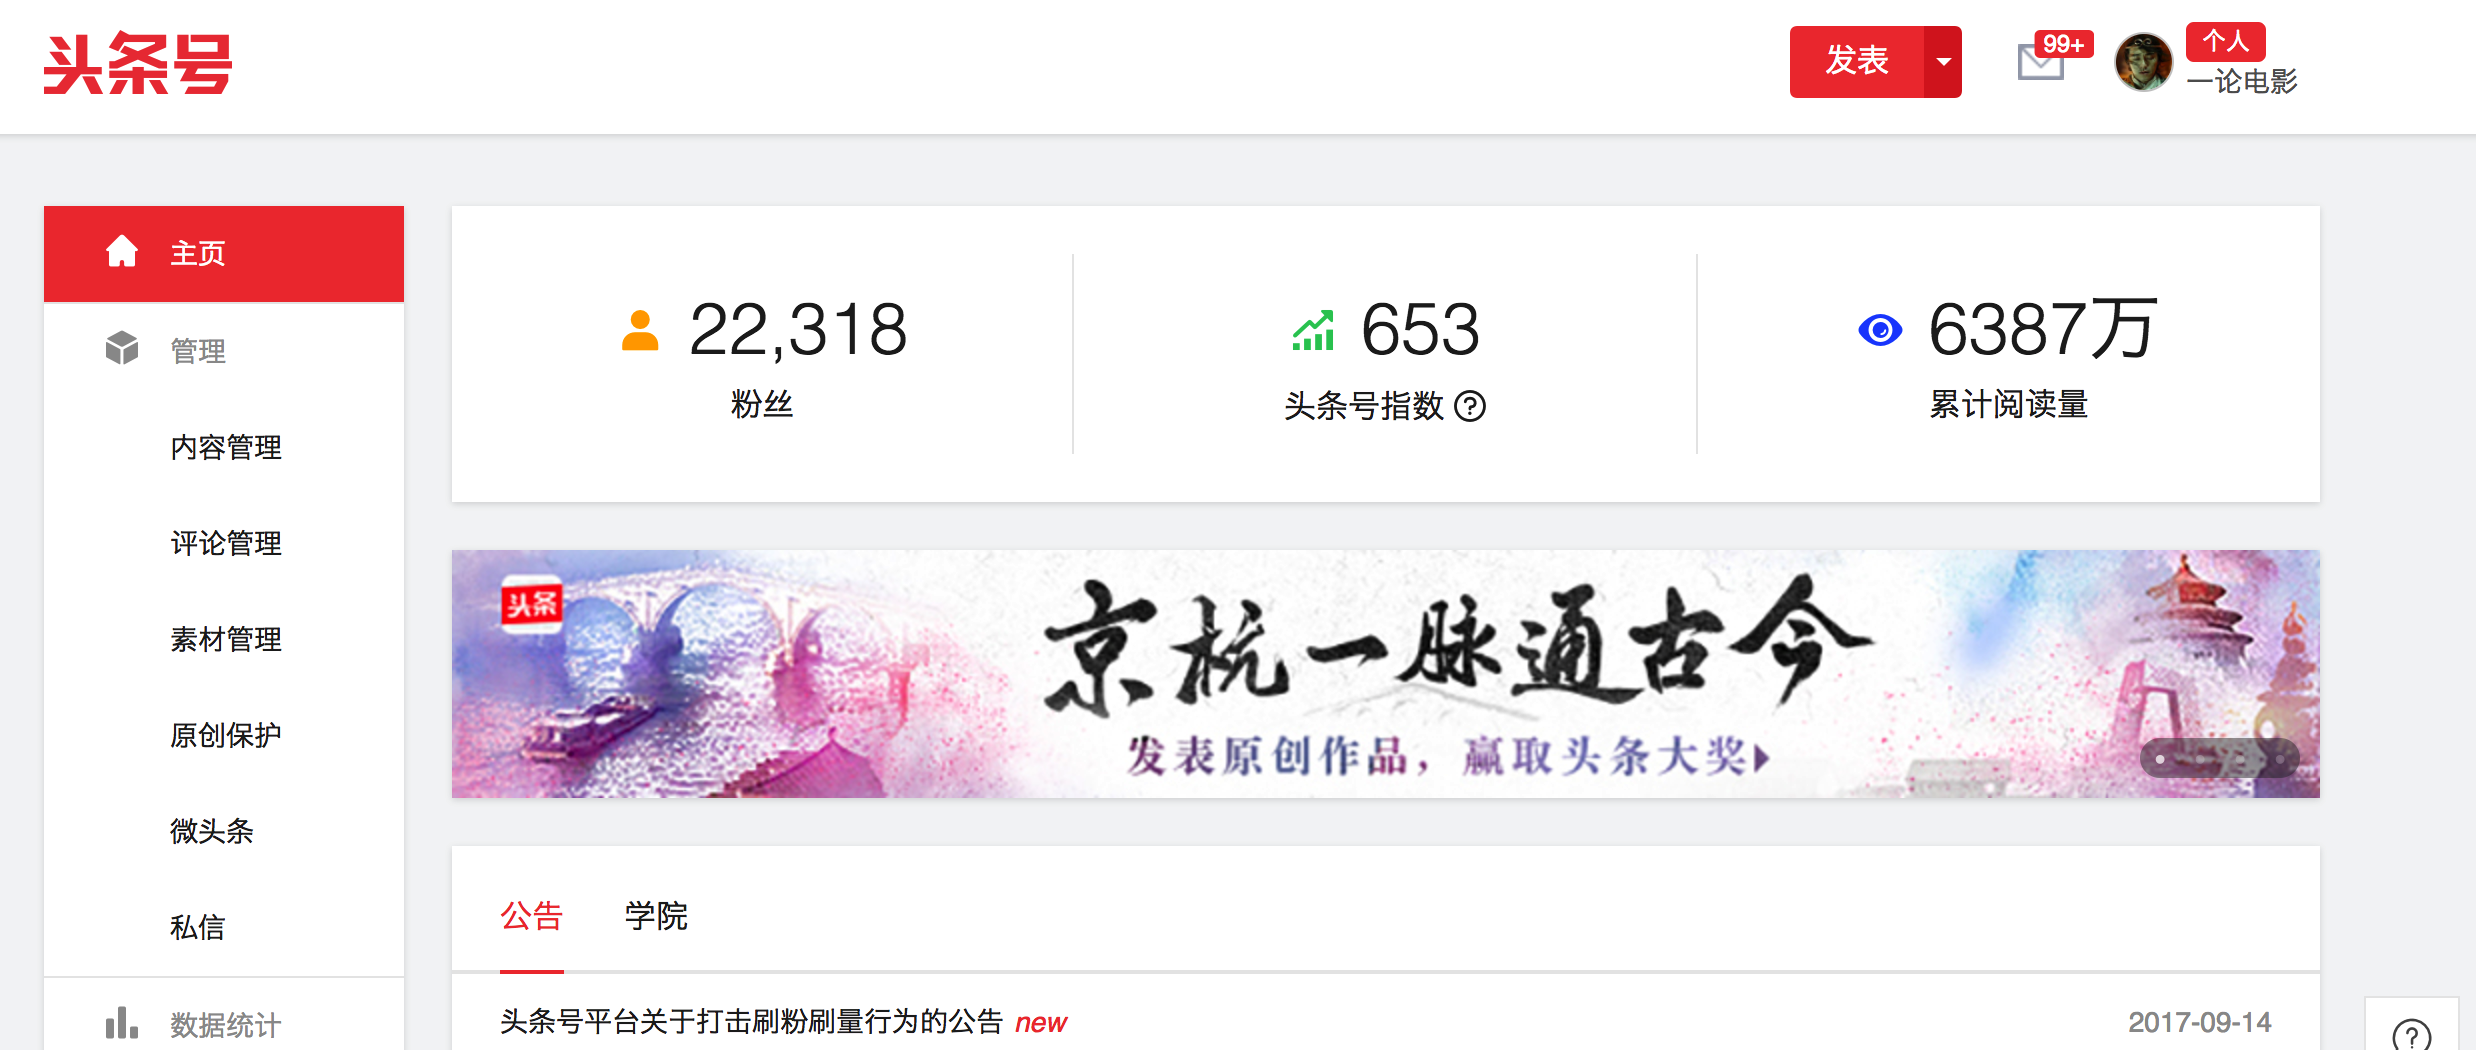 头条号
发表
99+
个人
一论电影
主页
管理
内容管理
评论管理
素材管理
原创保护
微头条
私信
数据统计
22,318
粉丝
653
头条号指数 ?
6387万
累计阅读量
头条
京杭一脉通古今
发表原创作品，赢取头条大奖
公告 学院
头条号平台关于打击刷粉刷量行为的公告 new 2017-09-14
?